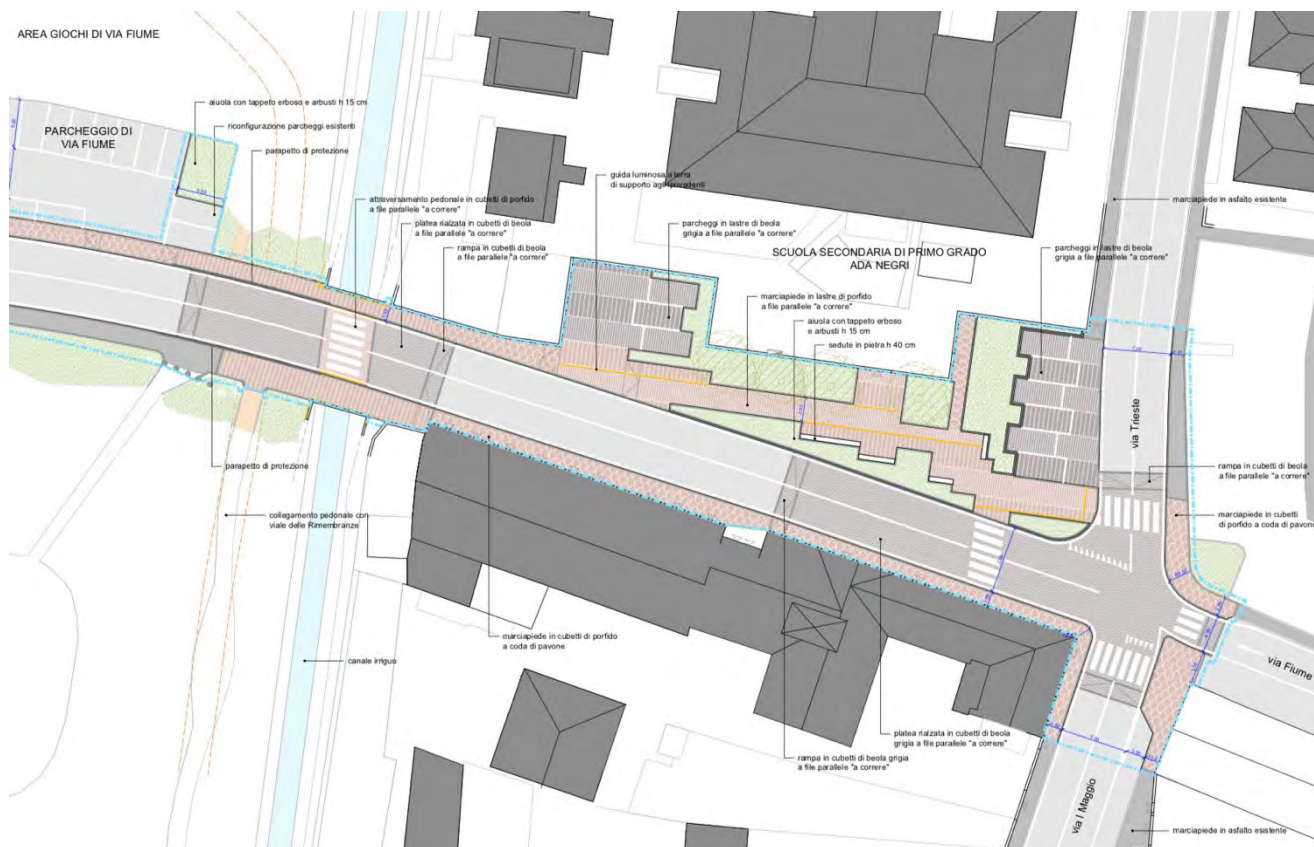 AREA GIOCHI DI VIA FIUME
aiuola con tappeto erboso e arbusti h 15 cm
riconfigurazione parcheggi esistenti
PARCHEGGIO DI
VIA FIUME
parapetto di protezione
attraversamento pedonale in cubetti di porfido
a file parallele "a correre"
platea rialzata in cubetti di beola
a file parallele "a correre"
rampa in cubetti di beola
a file parallele "a correre"
guida luminosa a terra
di supporto agli ipovedenti
parcheggi in lastre di beola
grigia a file parallele "a correre"
SCUOLA SECONDARIA DI PRIMO GRADO
ADA NEGRI
marciapiede in asfalto esistente
parcheggi in lastre di beola
grigia a file parallele "a correre"
marciapiede in lastre di porfido
a file parallele "a correre"
aiuola con tappeto erboso
e arbusti h 15 cm
sedute in pietra h 40 cm
via Trieste
rampa in cubetti di beola
a file parallele "a correre"
marciapiede in cubetti
di porfido a coda di pavone
parapetto di protezione
collegamento pedonale con
viale delle Rimembranze
marciapiede in cubetti di porfido
a coda di pavone
canale irriguo
via Fiume
platea rialzata in cubetti di beola
grigia a file parallele "a correre"
rampa in cubetti di beola grigia
a file parallele "a correre"
via I Maggio
marciapiede in asfalto esistente